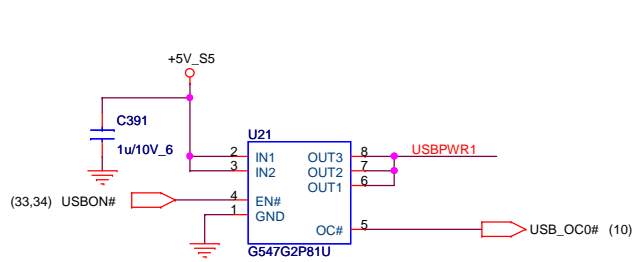 +5V_S5
C391
1u/10V_6
U21
2 IN1 OUT3 8 USBPWR1
3 IN2 OUT2 7
OUT1 6
(33,34) USBON# 4 EN#
1 GND
OC# 5 USB_OC0# (10)
G547G2P81U